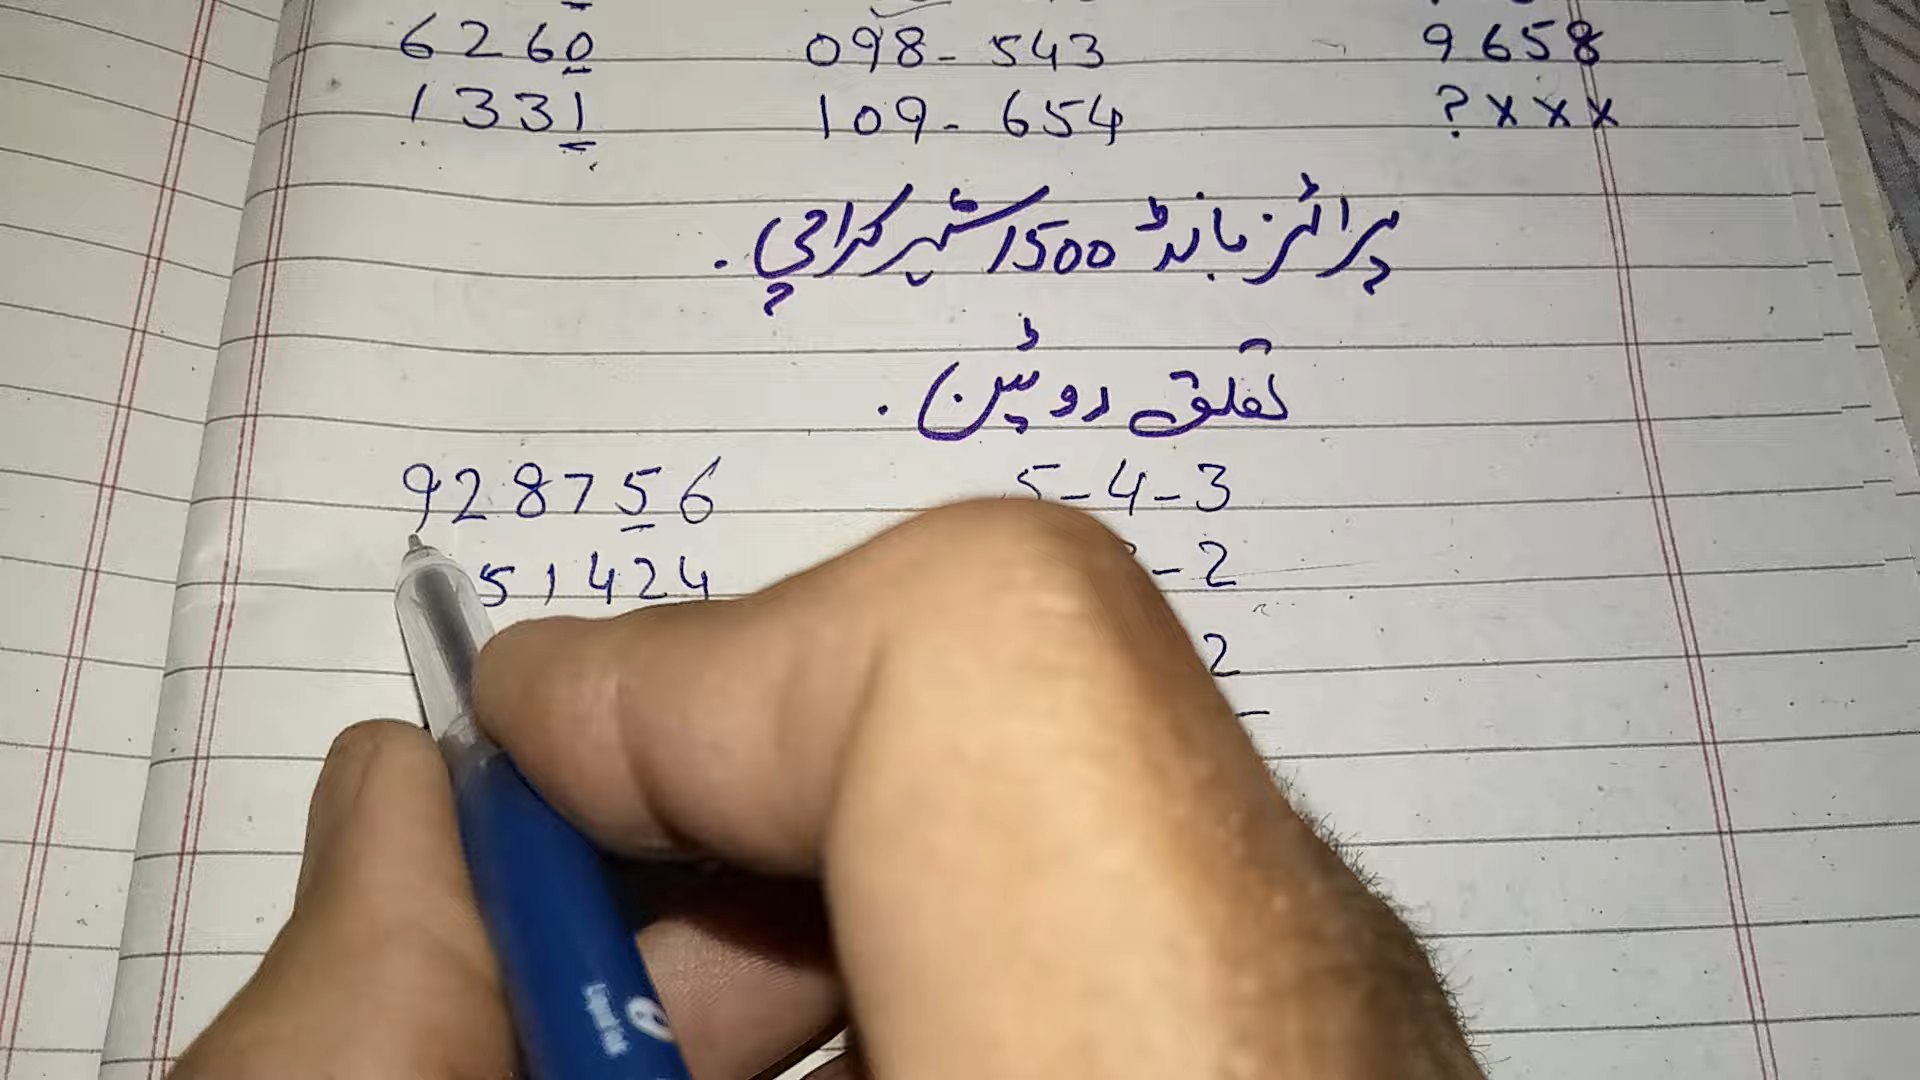 6260 098- 543 9658
1331 109- 654 ?xxx
پرائز بانڈ 1500 شہر کراچی.
تعلق روٹین.
928756 5-4-3
51424 -2
2